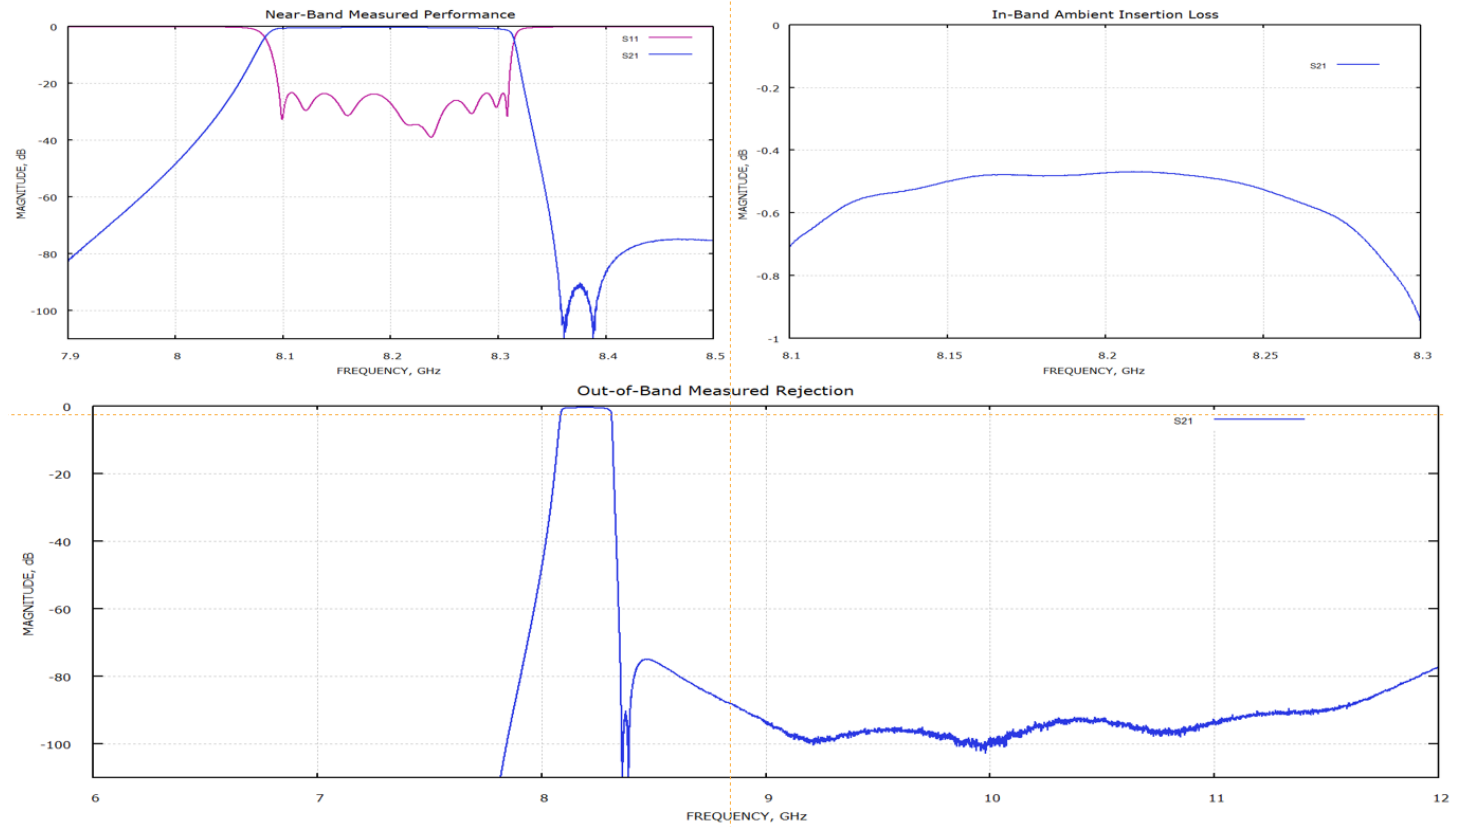 Near-Band Measured Performance
0
-20
-40
-60
-80
-100
MAGNITUDE, dB
S11
S21
7.9 8 8.1 8.2 8.3 8.4 8.5
FREQUENCY, GHz
In-Band Ambient Insertion Loss
0
-0.2
-0.4
-0.6
-0.8
-1
MAGNITUDE, dB
S21
8.1 8.15 8.2 8.25 8.3
FREQUENCY, GHz
Out-of-Band Measured Rejection
0
-20
-40
-60
-80
-100
MAGNITUDE, dB
S21
6 7 8 9 10 11 12
FREQUENCY, GHz